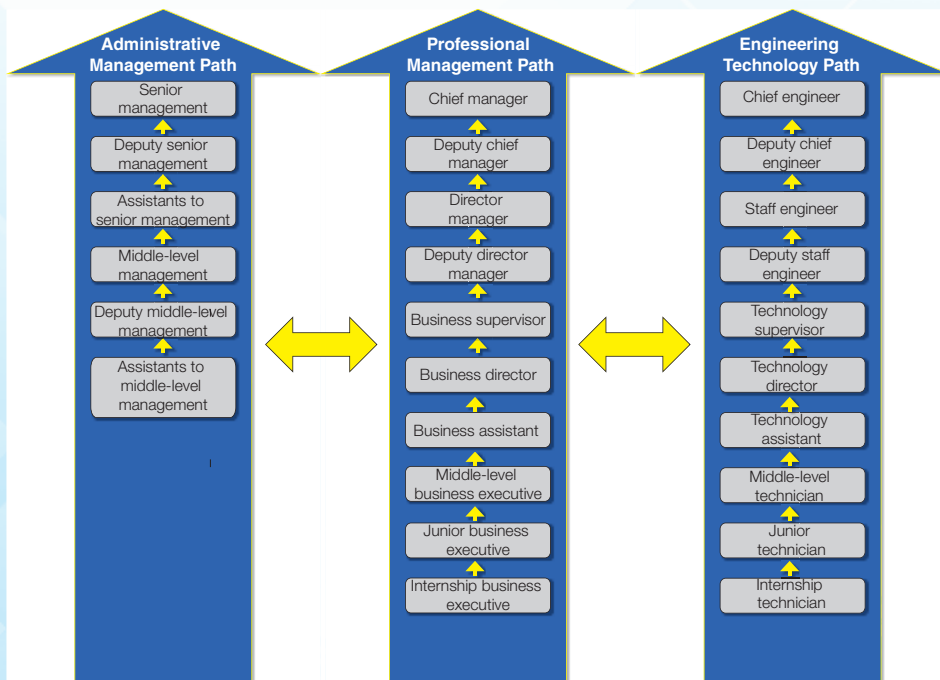 Administrative
Management Path
Senior
management
Deputy senior
management
Assistants to
senior management
Middle-level
management
Deputy middle-level
management
Assistants to
middle-level
management
Professional
Management Path
Chief manager
Deputy chief
manager
Director
manager
Deputy director
manager
Business supervisor
Business director
Business assistant
Middle-level
business executive
Junior business
executive
Internship business
executive
Engineering
Technology Path
Chief engineer
Deputy chief
engineer
Staff engineer
Deputy staff
engineer
Technology
supervisor
Technology
director
Technology
assistant
Middle-level
technician
Junior
technician
Internship
technician